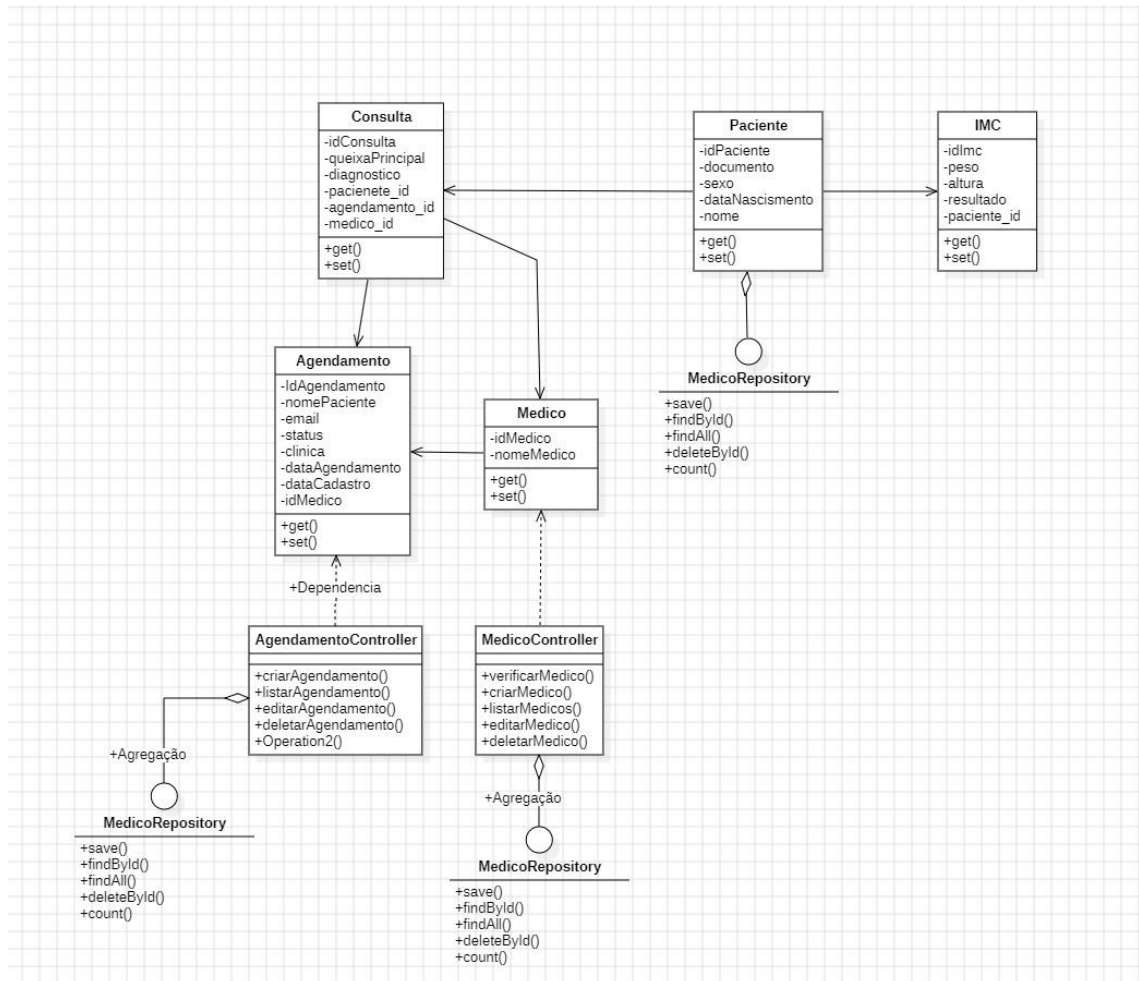 Consulta
-idConsulta
-queixaPrincipal
-diagnostico
-pacienete_id
-agendamento_id
-medico_id
+get()
+set()
Paciente
-idPaciente
-documento
-sexo
-dataNascismento
-nome
+get()
+set()
IMC
-idImc
-peso
-altura
-resultado
-paciente_id
+get()
+set()
MedicoRepository
+save()
+findById()
+findAll()
+deleteById()
+count()
Agendamento
-IdAgendamento
-nomePaciente
-email
-status
-clinica
-dataAgendamento
-dataCadastro
-idMedico
+get()
+set()
Medico
-idMedico
-nomeMedico
+get()
+set()
+Dependencia
AgendamentoController
+criarAgendamento()
+listarAgendamento()
+editarAgendamento()
+deletarAgendamento()
+Operation2()
MedicoController
+verificarMedico()
+criarMedico()
+listarMedicos()
+editarMedico()
+deletarMedico()
+Agregação
MedicoRepository
+save()
+findById()
+findAll()
+deleteById()
+count()
+Agregação
MedicoRepository
+save()
+findById()
+findAll()
+deleteById()
+count()